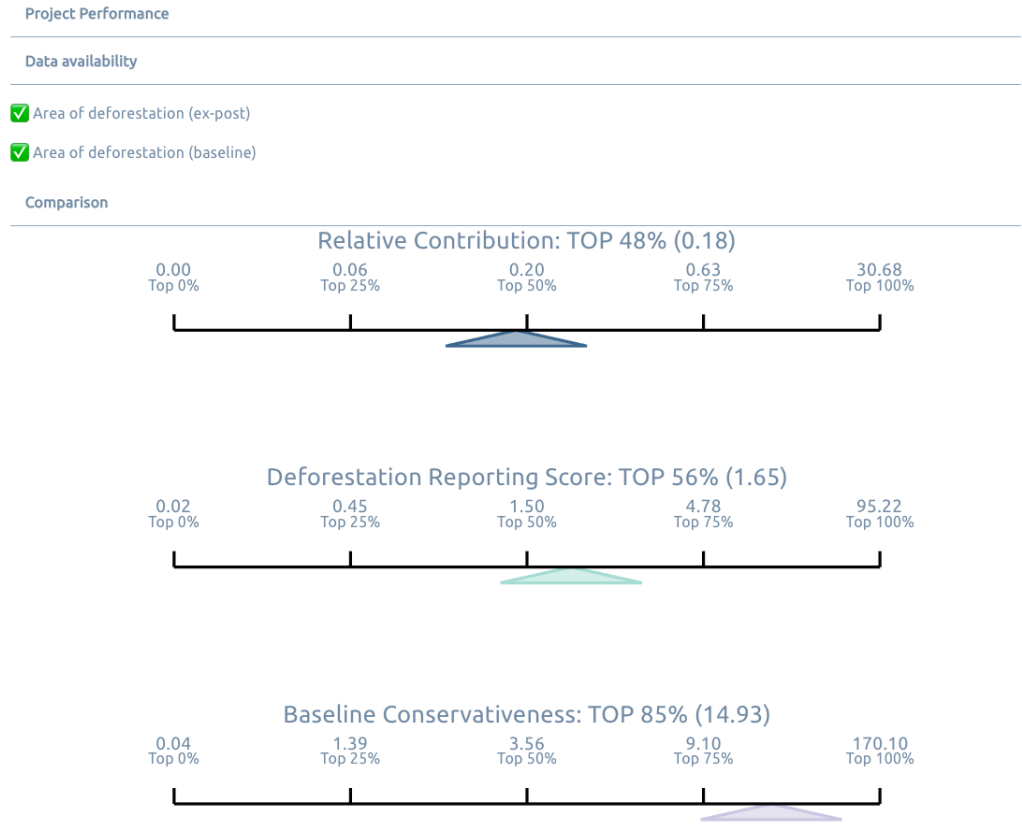 Project Performance
Data availability
Area of deforestation (ex-post)
Area of deforestation (baseline)
Comparison
Relative Contribution: TOP 48% (0.18)
0.00 0.06 0.20 0.63 30.68
Top 0% Top 25% Top 50% Top 75% Top 100%
Deforestation Reporting Score: TOP 56% (1.65)
0.02 0.45 1.50 4.78 95.22
Top 0% Top 25% Top 50% Top 75% Top 100%
Baseline Conservativeness: TOP 85% (14.93)
0.04 1.39 3.56 9.10 170.10
Top 0% Top 25% Top 50% Top 75% Top 100%